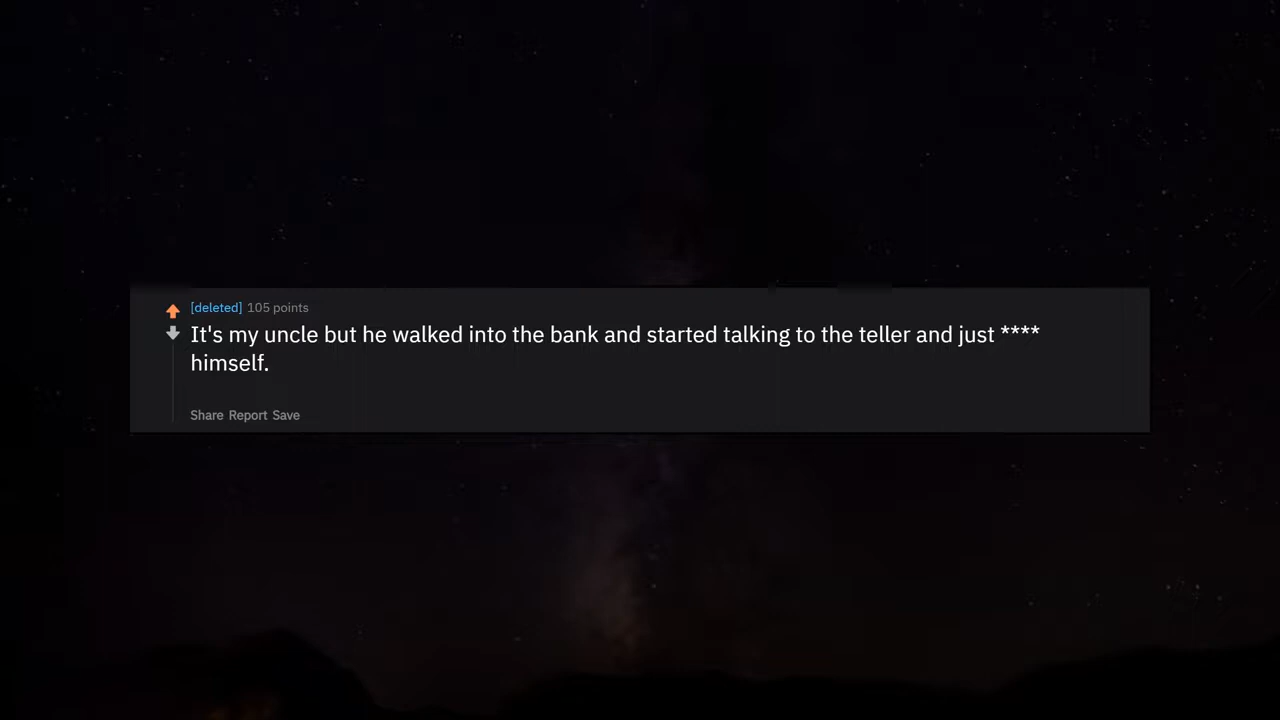 [deleted] 105 points
It's my uncle but he walked into the bank and started talking to the teller and just ****
himself.
Share Report Save